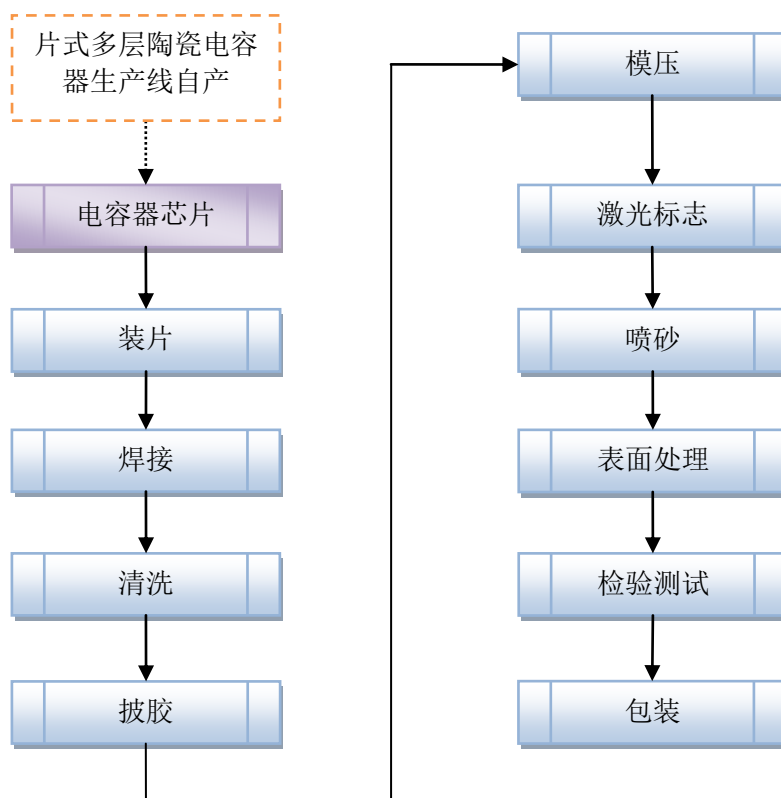 片式多层陶瓷电容
器生产线自产
电容器芯片
装片
焊接
清洗
披胶
模压
激光标志
喷砂
表面处理
检验测试
包装